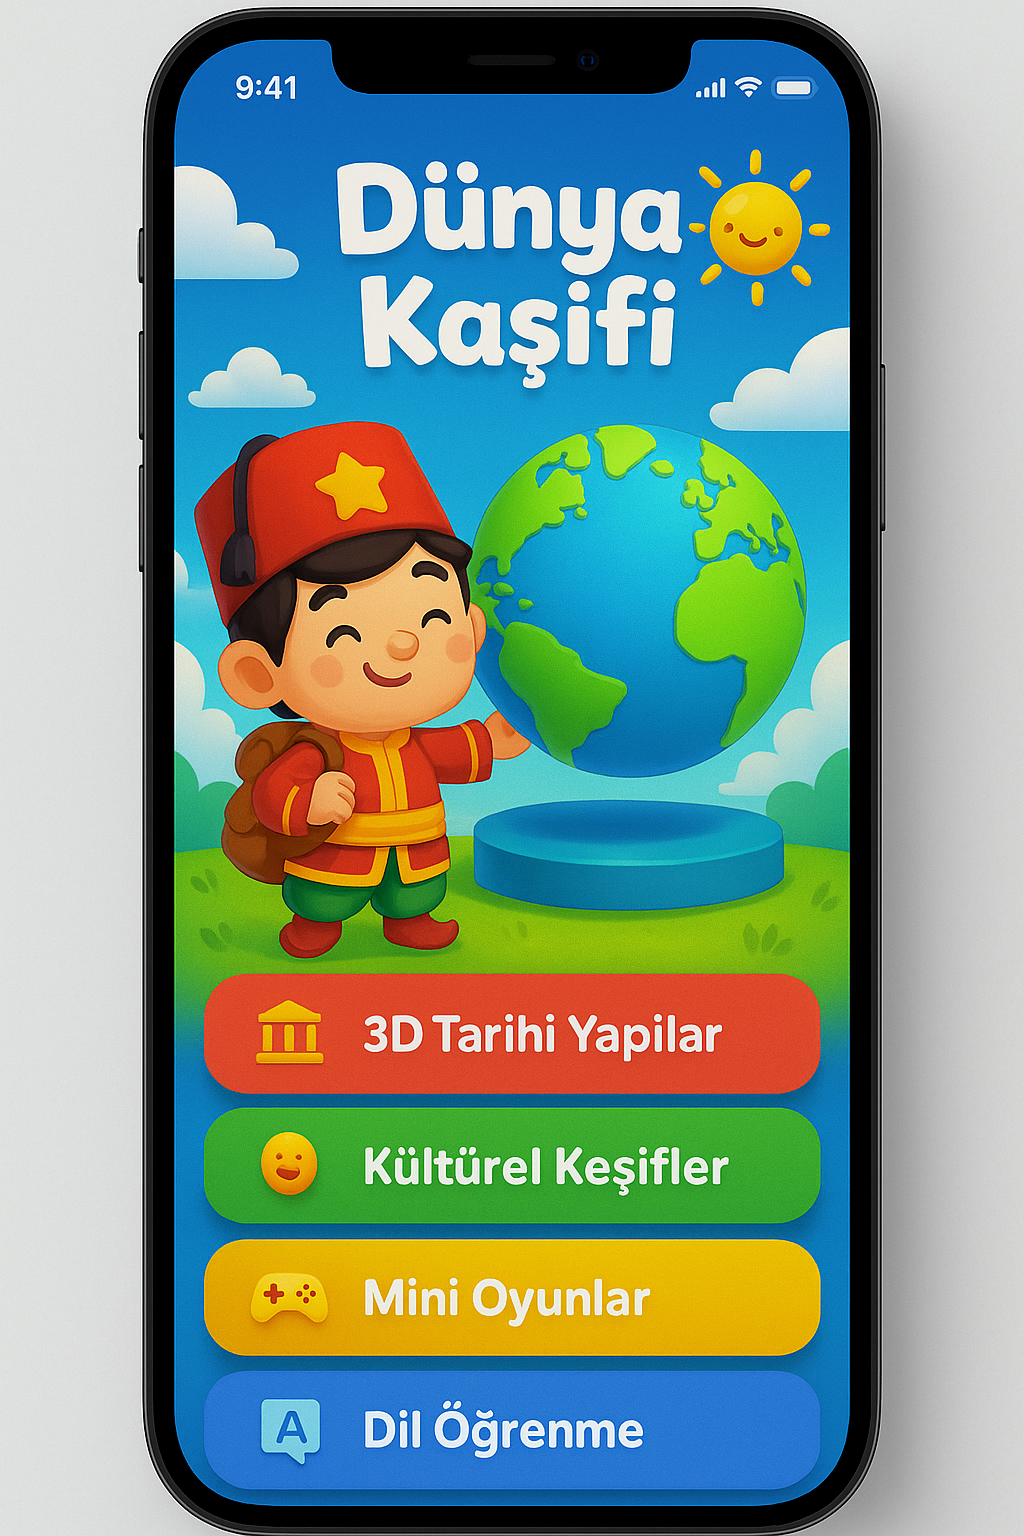 9:41
Dünya
Kaşifi
3D Tarihi Yapilar
Kültürel Keşifler
Mini Oyunlar
A
Dil Öğrenme